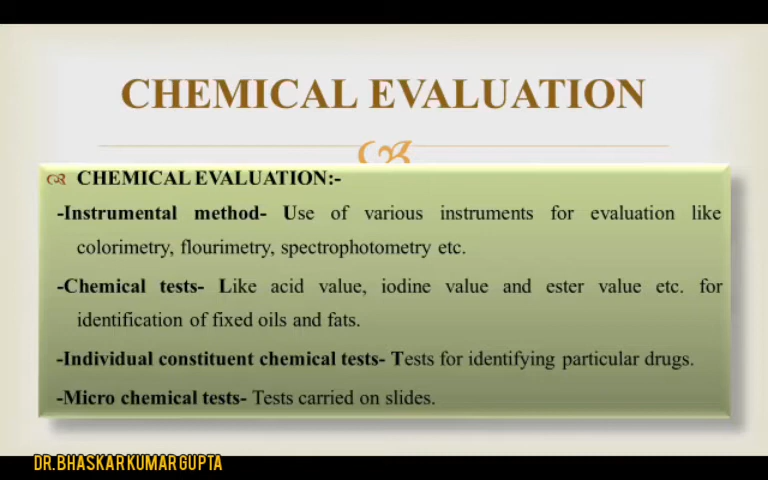 CHEMICAL EVALUATION
CHEMICAL EVALUATION:-
-Instrumental method- Use of various instruments for evaluation like
colorimetry, flourimetry, spectrophotometry etc.
-Chemical tests- Like acid value, iodine value and ester value etc. for
identification of fixed oils and fats.
-Individual constituent chemical tests- Tests for identifying particular drugs.
-Micro chemical tests- Tests carried on slides.
DR.BHASKAR KUMAR GUPTA